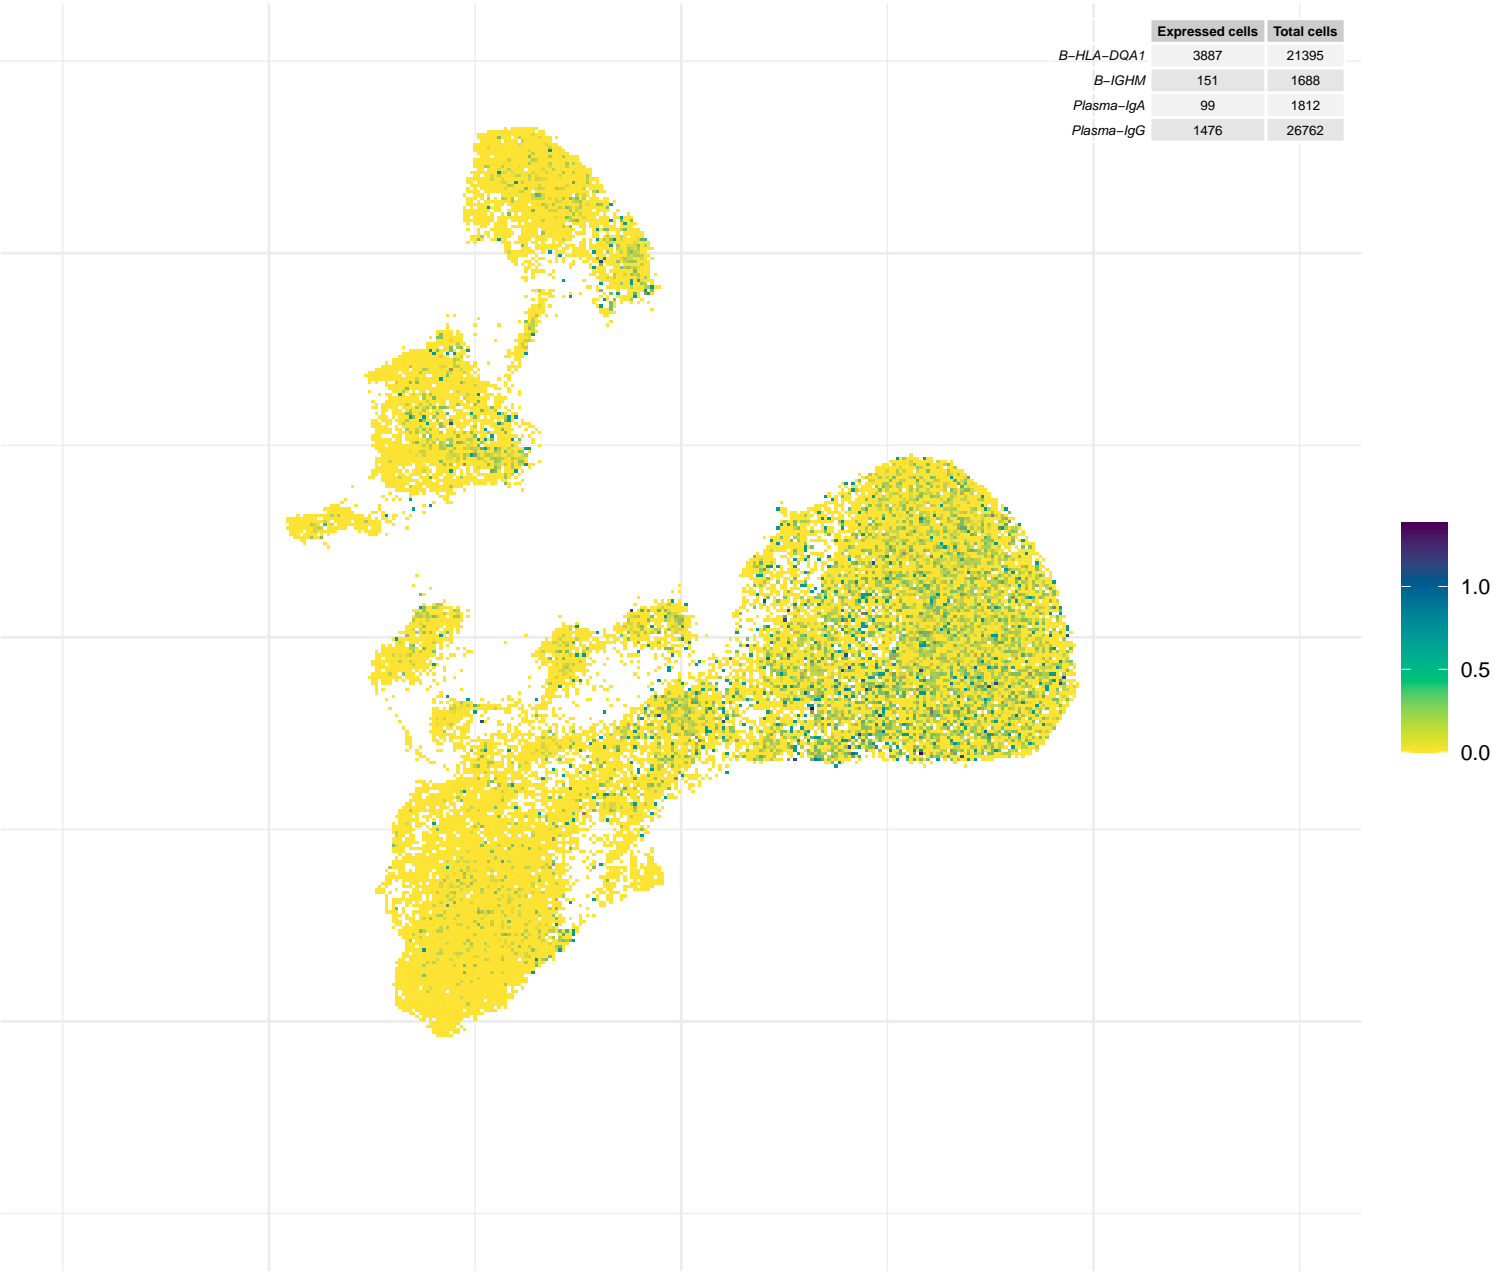 Expressed cells Total cells
B−HLA−DQA1 3887 21395
B−IGHM 151 1688
Plasma−IgA 99 1812
Plasma−IgG 1476 26762
1.0
0.5
0.0